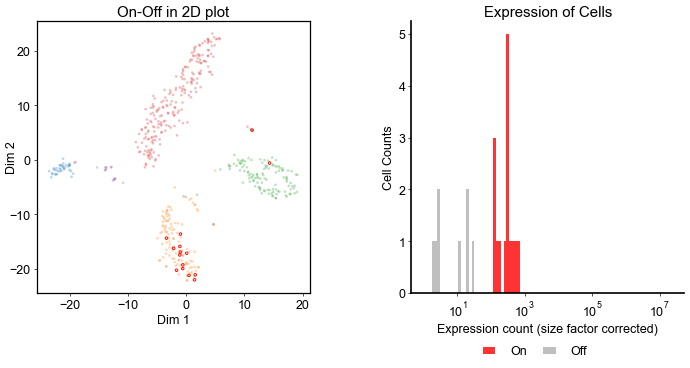 On-Off in 2D plot
20
10
0
−10
−20
Dim 2
−20 −10 0 10 20
Dim 1
Expression of Cells
5
4
3
2
1
0
Cell Counts
10^1 10^3 10^5 10^7
Expression count (size factor corrected)
On Off